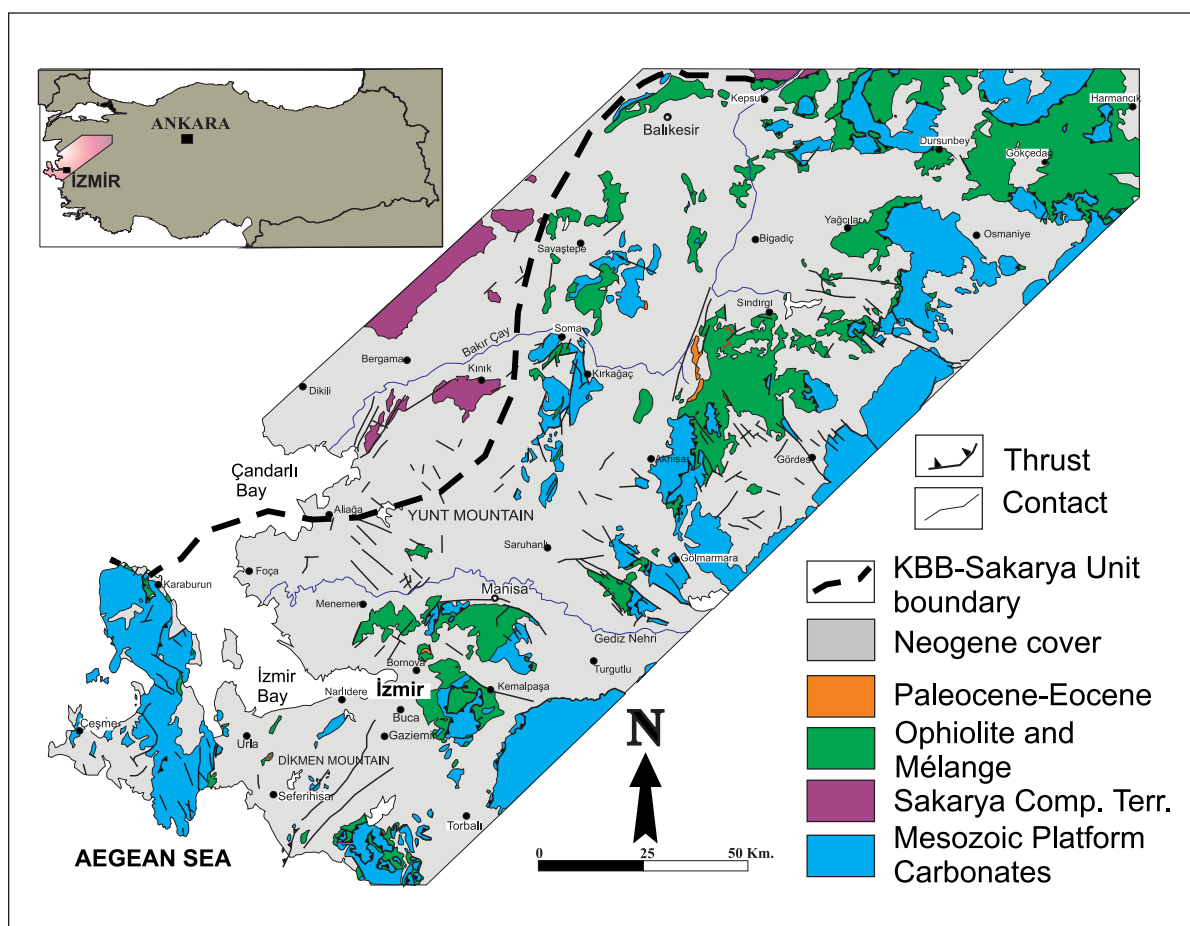 ANKARA
İZMİR
Kepsut
Harmancık
Balıkesir
Dursunbey
Gökçedağ
Yağcılar
Osmaniye
Savaştepe
Bigadiç
Sındırgı
Bakır Çay
Soma
Bergama
Kınık
Kırkağaç
Dikili
Akhisar
Gördes
Çandarlı
Bay
Aliağa
YUNT MOUNTAIN
Saruhanlı
Golmarmara
Foça
Karaburun
Menemen
Manisa
Gediz Nehri
Turgutlu
Bornova
İzmir
Bay
Narlıdere
İzmir
Kemalpaşa
Buca
Çeşme
Urla
Gaziemir
DİKMEN MOUNTAIN
Seferihisar
Torbalı
AEGEAN SEA
N
0
25
50 Km.
Thrust
Contact
KBB-Sakarya Unit
boundary
Neogene cover
Paleocene-Eocene
Ophiolite and
Mélange
Sakarya Comp. Terr.
Mesozoic Platform
Carbonates